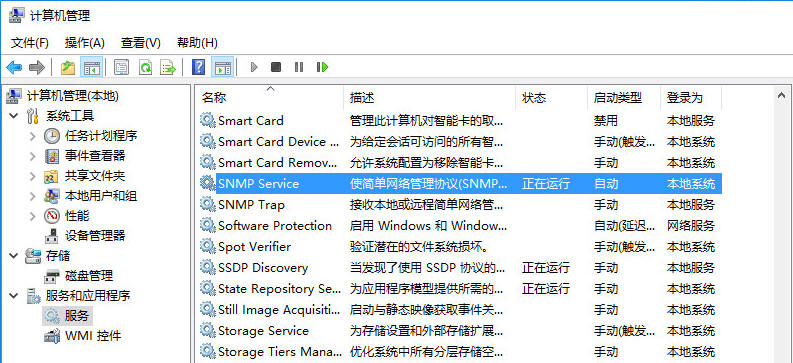 计算机管理
文件(F) 操作(A) 查看(V) 帮助(H)
计算机管理(本地)
系统工具
任务计划程序
事件查看器
共享文件夹
本地用户和组
性能
设备管理器
存储
磁盘管理
服务和应用程序
服务
WMI 控件
名称 描述 状态 启动类型 登录为
Smart Card 管理此计算机对智能卡的取... 禁用 本地服务
Smart Card Device ... 为给定会话可访问的所有智... 手动(触发... 本地系统
Smart Card Remov... 允许系统配置为移除智能卡... 手动 本地系统
SNMP Service 使简单网络管理协议(SNMP... 正在运行 自动 本地系统
SNMP Trap 接收本地或远程简单网络管... 手动 本地服务
Software Protection 启用 Windows 和 Window... 自动(延迟... 网络服务
Spot Verifier 验证潜在的文件系统损坏。 手动(触发... 本地系统
SSDP Discovery 当发现了使用 SSDP 协议的... 正在运行 手动 本地服务
State Repository Se... 为应用程序模型提供所需的... 正在运行 手动 本地系统
Still Image Acquisiti... 启动与静态映像获取事件关... 手动 本地系统
Storage Service 为存储设置和外部存储扩展... 手动(触发... 本地系统
Storage Tiers Mana... 优化系统中所有分层存储空... 手动 本地系统